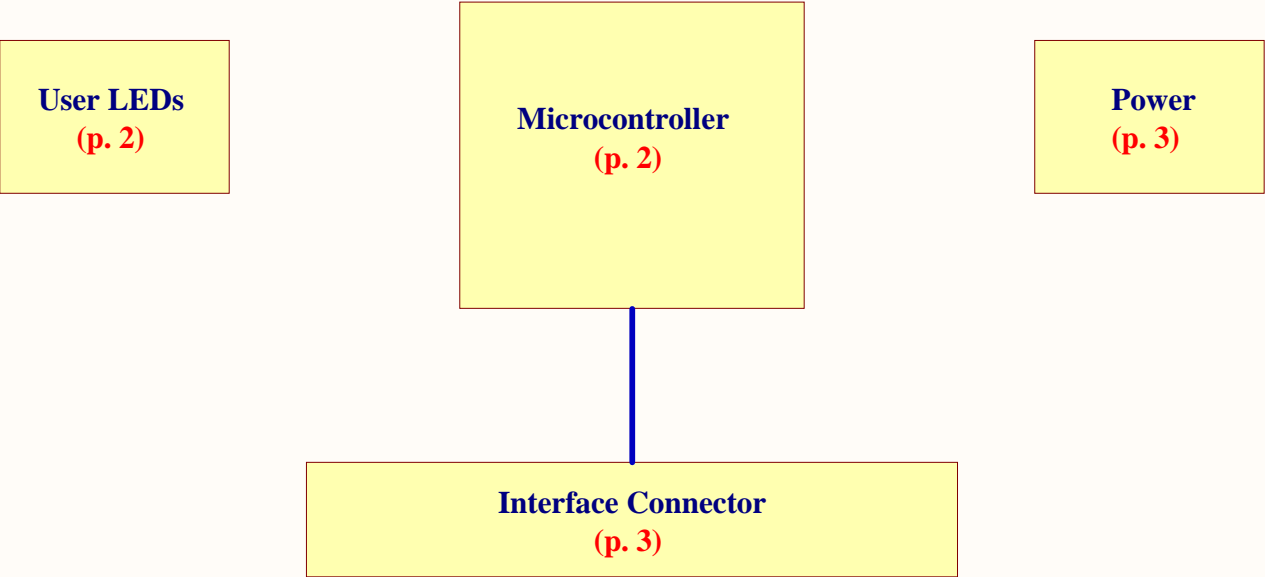 User LEDs
(p. 2)
Microcontroller
(p. 2)
Power
(p. 3)
Interface Connector
(p. 3)